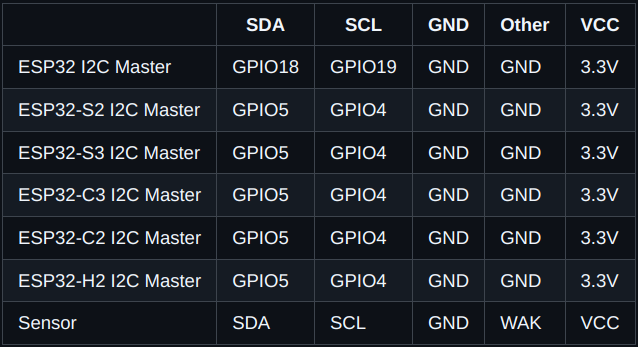 SDA SCL GND Other VCC
ESP32 I2C Master GPIO18 GPIO19 GND GND 3.3V
ESP32-S2 I2C Master GPIO5 GPIO4 GND GND 3.3V
ESP32-S3 I2C Master GPIO5 GPIO4 GND GND 3.3V
ESP32-C3 I2C Master GPIO5 GPIO4 GND GND 3.3V
ESP32-C2 I2C Master GPIO5 GPIO4 GND GND 3.3V
ESP32-H2 I2C Master GPIO5 GPIO4 GND GND 3.3V
Sensor SDA SCL GND WAK VCC